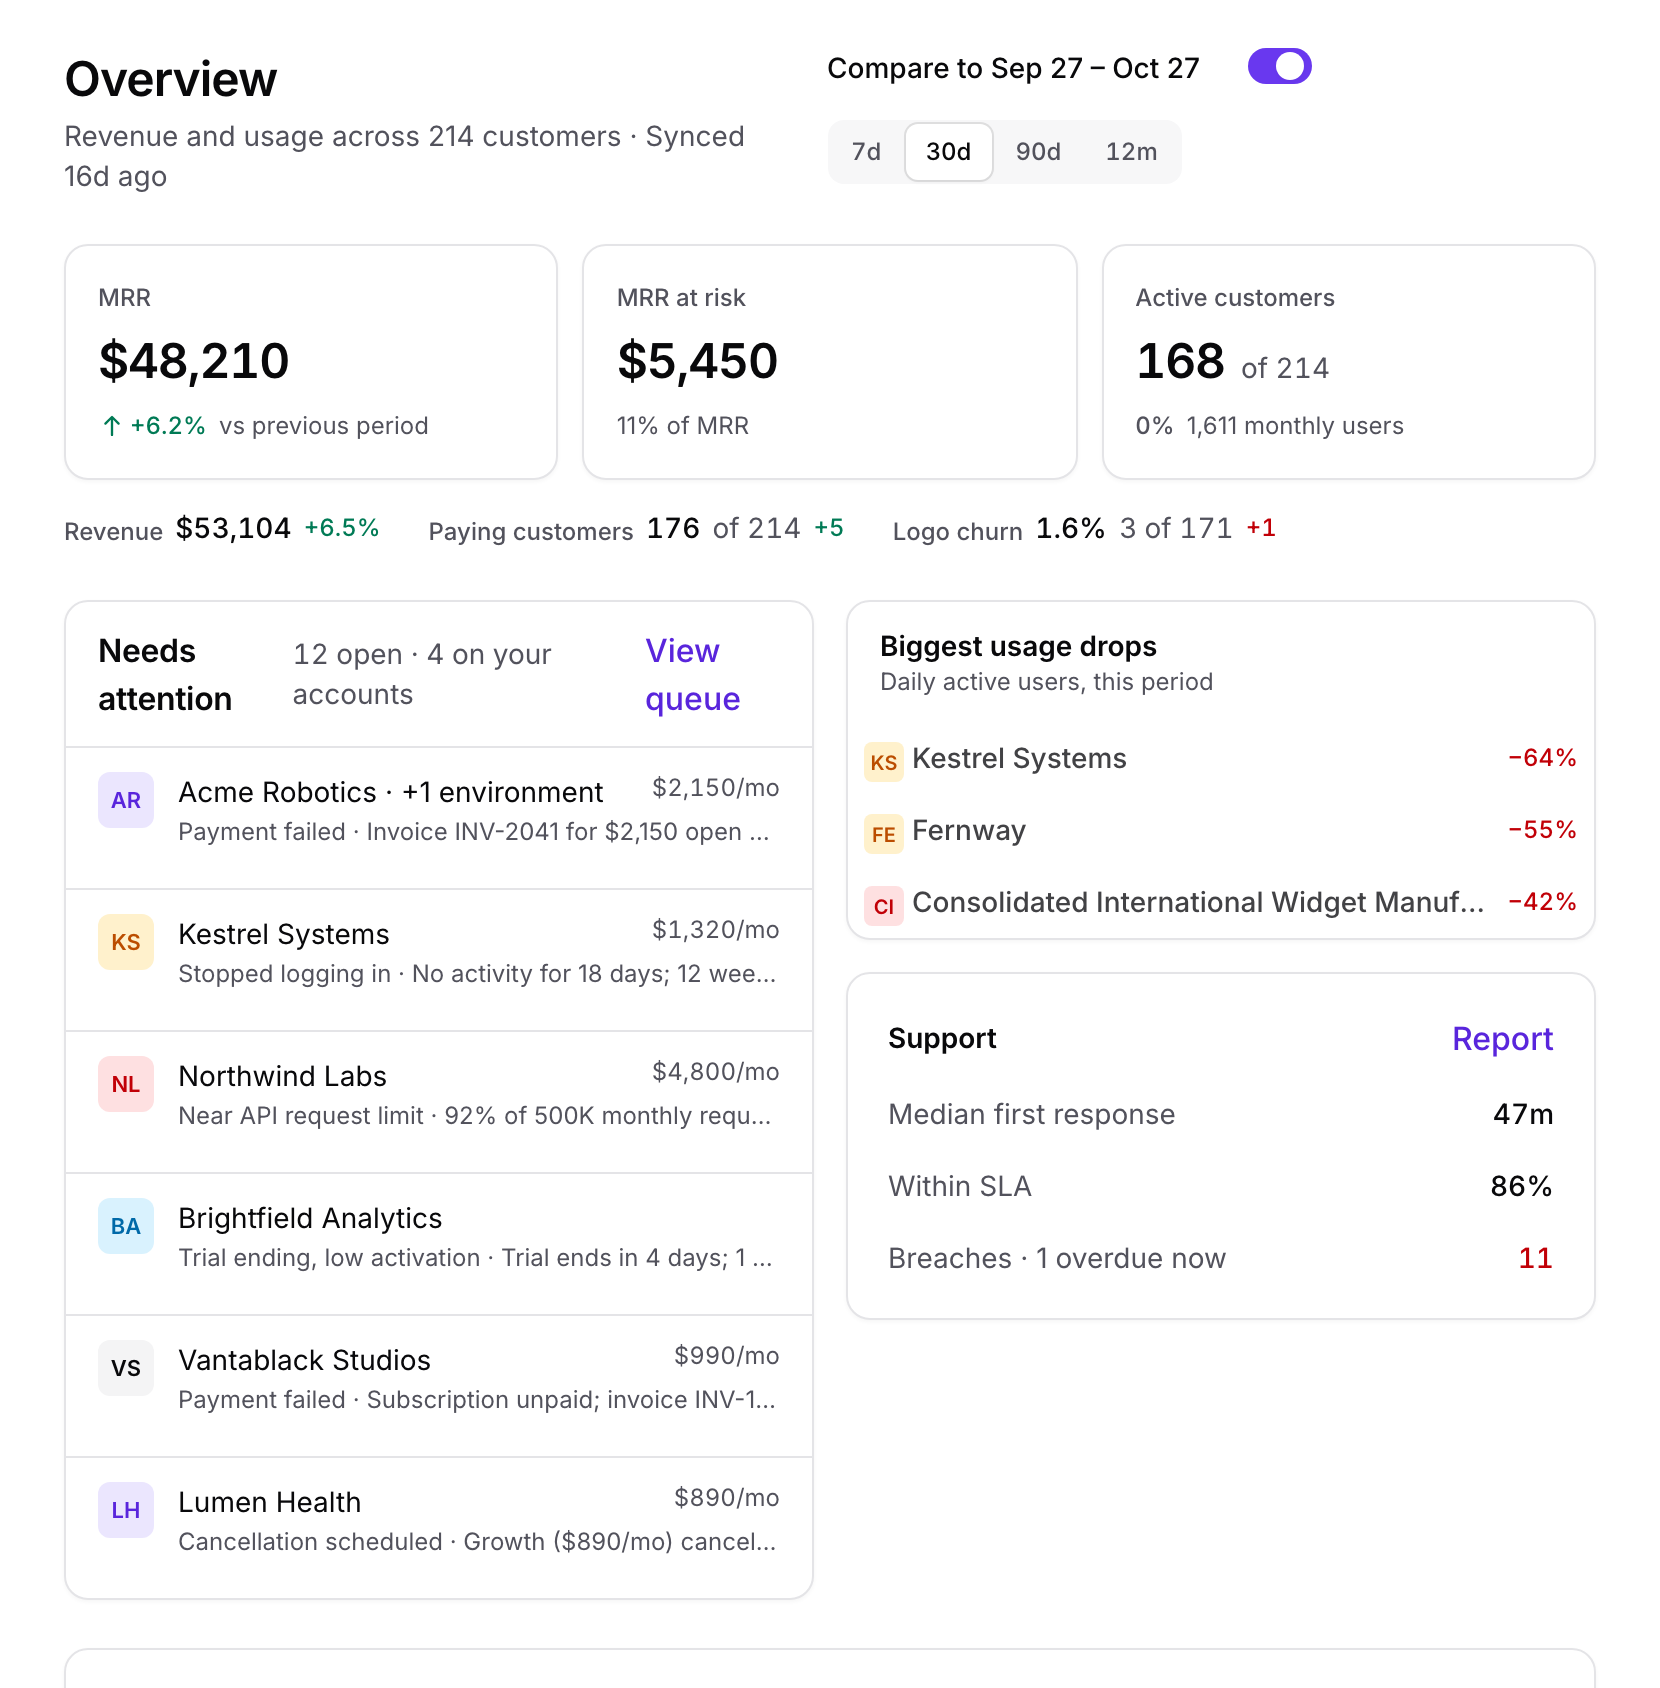 Overview
Revenue and usage across 214 customers · Synced
16d ago
Compare to Sep 27 – Oct 27
7d 30d 90d 12m
MRR
$48,210
↑ +6.2% vs previous period
MRR at risk
$5,450
11% of MRR
Active customers
168 of 214
0% 1,611 monthly users
Revenue $53,104 +6.5% Paying customers 176 of 214 +5 Logo churn 1.6% 3 of 171 +1
Needs
attention
12 open · 4 on your
accounts
View
queue
AR Acme Robotics · +1 environment $2,150/mo
Payment failed · Invoice INV-2041 for $2,150 open ...
KS Kestrel Systems $1,320/mo
Stopped logging in · No activity for 18 days; 12 wee...
NL Northwind Labs $4,800/mo
Near API request limit · 92% of 500K monthly requ...
BA Brightfield Analytics
Trial ending, low activation · Trial ends in 4 days; 1 ...
VS Vantablack Studios $990/mo
Payment failed · Subscription unpaid; invoice INV-1...
LH Lumen Health $890/mo
Cancellation scheduled · Growth ($890/mo) cancel...
Biggest usage drops
Daily active users, this period
KS Kestrel Systems −64%
FE Fernway −55%
CI Consolidated International Widget Manuf... −42%
Support Report
Median first response 47m
Within SLA 86%
Breaches · 1 overdue now 11